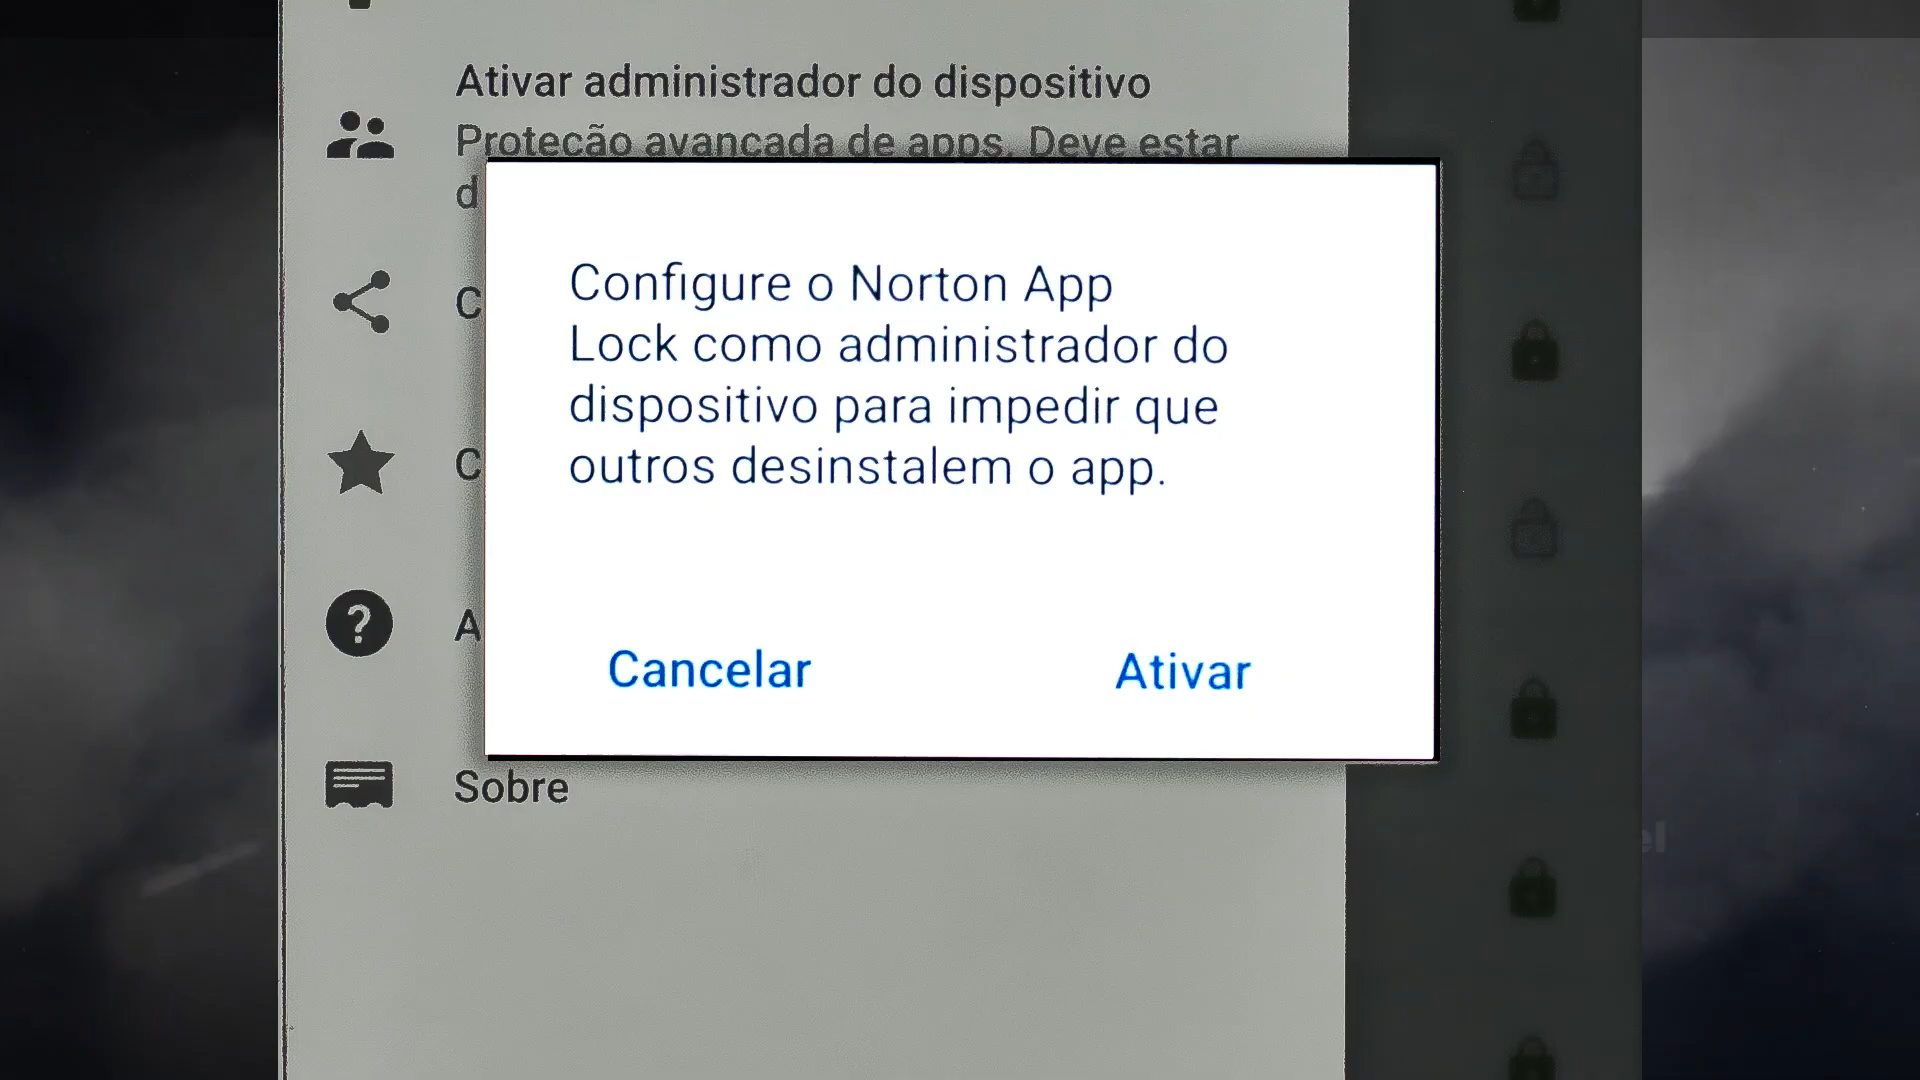 Ativar administrador do dispositivo
Proteção avançada de apps. Deve estar
d
Configure o Norton App
Lock como administrador do
dispositivo para impedir que
outros desinstalem o app.
C
C
A
Cancelar
Ativar
Sobre
el